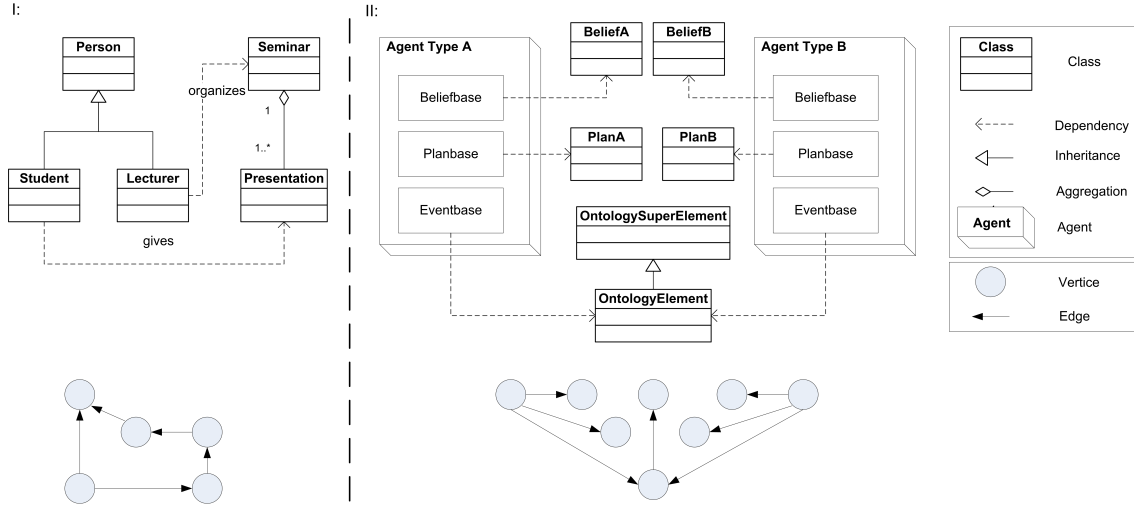 I:
Person
Seminar
organizes
1
1..*
Student
Lecturer
Presentation
gives
II:
Agent Type A
Beliefbase
Planbase
Eventbase
BeliefA
BeliefB
PlanA
PlanB
OntologySuperElement
OntologyElement
Agent Type B
Beliefbase
Planbase
Eventbase
Class
Class
Dependency
Inheritance
Aggregation
Agent
Agent
Vertice
Edge